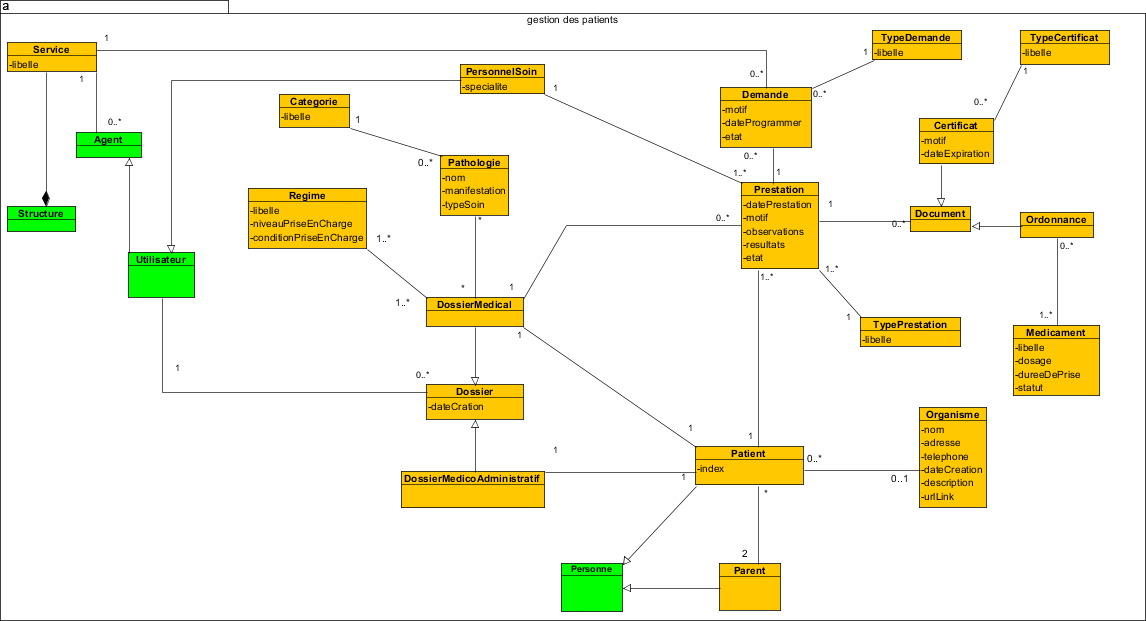 a
gestion des patients
Service
-libelle
1
1
0..*
Agent
Structure
Utilisateur
1
0..*
PersonnelSoin
-specialite
1
1..*
Categorie
-libelle
1
0..*
Pathologie
-nom
-manifestation
-typeSoin
*
*
Regime
-libelle
-niveauPriseEnCharge
-conditionPriseEnCharge
1..*
1..*
DossierMedical
1
0..*
1
1
Dossier
-dateCration
DossierMedicoAdministratif
1
1
TypeDemande
-libelle
1
0..*
0..*
Demande
-motif
-dateProgrammer
-etat
0..*
1
Prestation
-datePrestation
-motif
-observations
-resultats
-etat
1
0..*
1..*
1
1..*
1
TypePrestation
-libelle
TypeCertificat
-libelle
1
0..*
Certificat
-motif
-dateExpiration
Document
Ordonnance
0..*
1..*
Medicament
-libelle
-dosage
-dureeDePrise
-statut
Patient
-index
0..*
0..1
Organisme
-nom
-adresse
-telephone
-dateCreation
-description
-urlLink
*
2
Personne
Parent